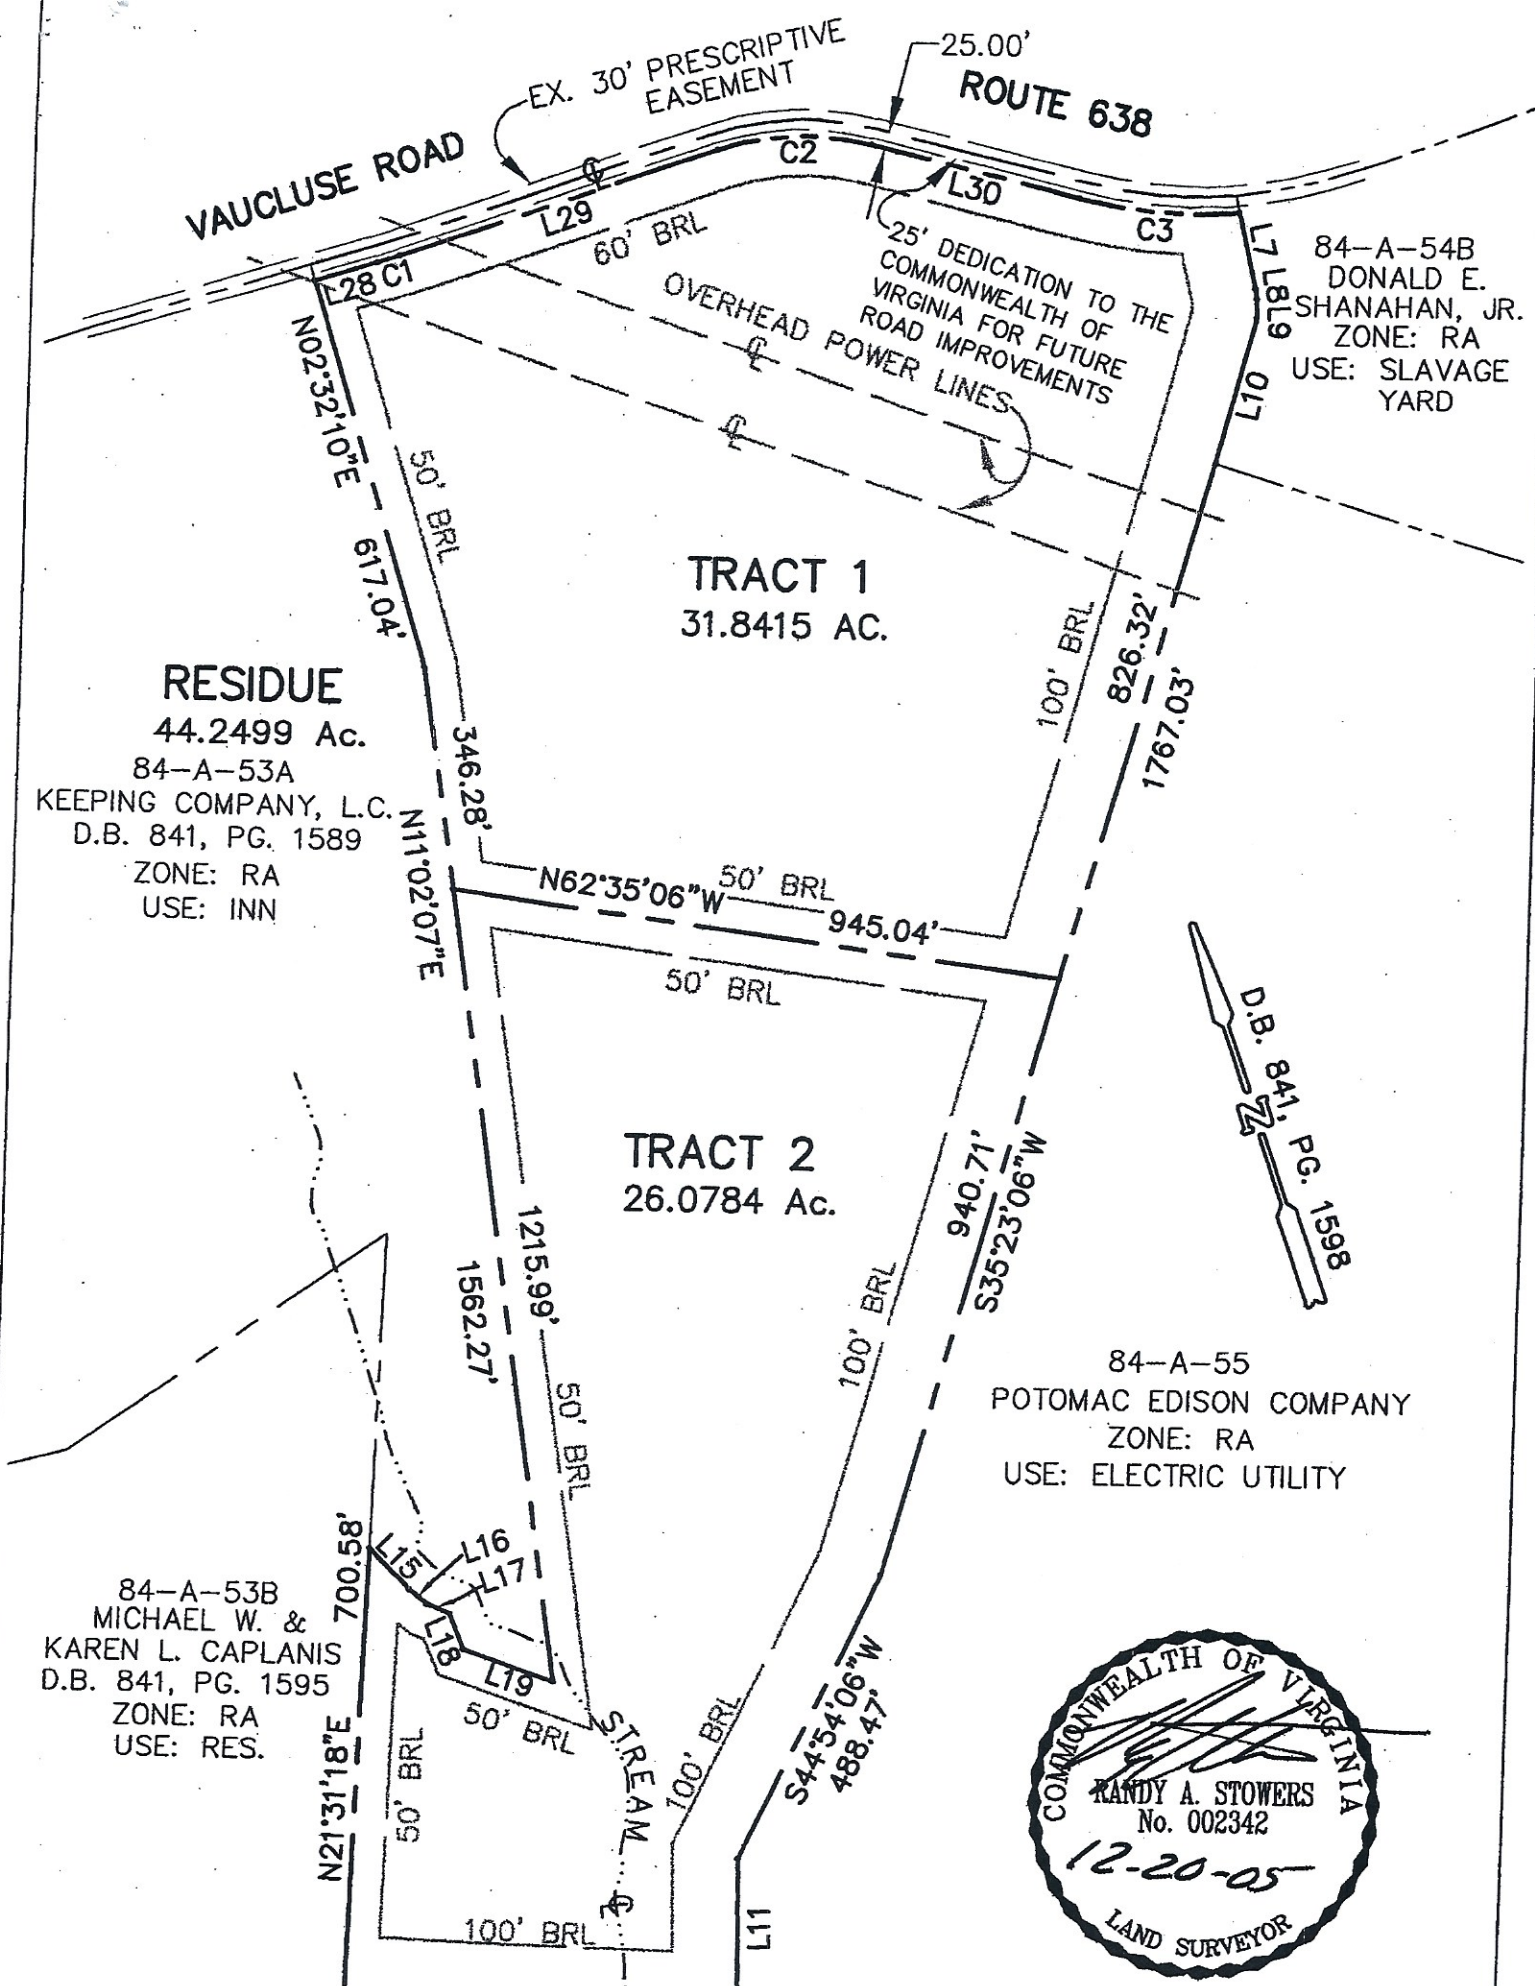 25.00'
EX. 30' PRESCRIPTIVE
EASEMENT
ROUTE 638
VAUCLUSE ROAD
C2
L30
L29
C3
60' BRL
L28 C1
25' DEDICATION TO THE
COMMONWEALTH OF
VIRGINIA FOR FUTURE
ROAD IMPROVEMENTS
OVERHEAD POWER LINES
L7
L8
L9
L10
84-A-54B
DONALD E.
SHANAHAN, JR.
ZONE: RA
USE: SLAVAGE
YARD
N02°32'10"E
617.04'
50' BRL
TRACT 1
31.8415 AC.
100' BRL
826.32'
1767.03'
RESIDUE
44.2499 Ac.
84-A-53A
KEEPING COMPANY, L.C.
D.B. 841, PG. 1589
ZONE: RA
USE: INN
346.28'
N11°02'07"E
N62°35'06"W
50' BRL
945.04'
50' BRL
D.B. 841, PG. 1598
N
TRACT 2
26.0784 Ac.
940.71'
S35°23'06"W
1215.99'
1562.27'
50' BRL
100' BRL
84-A-55
POTOMAC EDISON COMPANY
ZONE: RA
USE: ELECTRIC UTILITY
700.58'
L15
L16
L17
L18
L19
84-A-53B
MICHAEL W. &
KAREN L. CAPLANIS
D.B. 841, PG. 1595
ZONE: RA
USE: RES.
N21°31'18"E
50' BRL
50' BRL
STREAM
100' BRL
S44°54'06"W
488.47'
100' BRL
L11
COMMONWEALTH OF VIRGINIA
RANDY A. STOWERS
No. 002342
12-20-05
LAND SURVEYOR